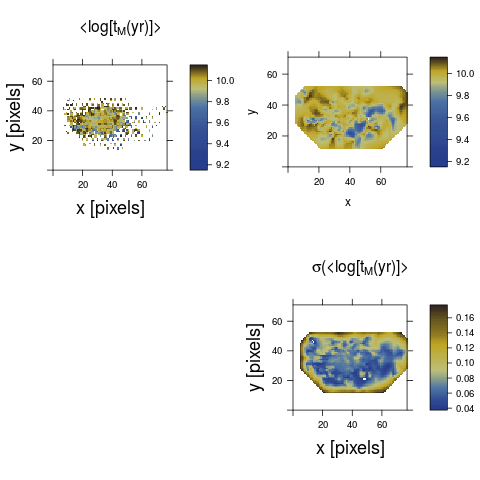 <log[tM(yr)]>
60
40
20
20 40 60
y [pixels]
x [pixels]
10.0
9.8
9.6
9.4
9.2
60
40
20
20 40 60
y
x
10.0
9.8
9.6
9.4
9.2
σ(<log[tM(yr)]>
60
40
20
20 40 60
y [pixels]
x [pixels]
0.16
0.14
0.12
0.10
0.08
0.06
0.04